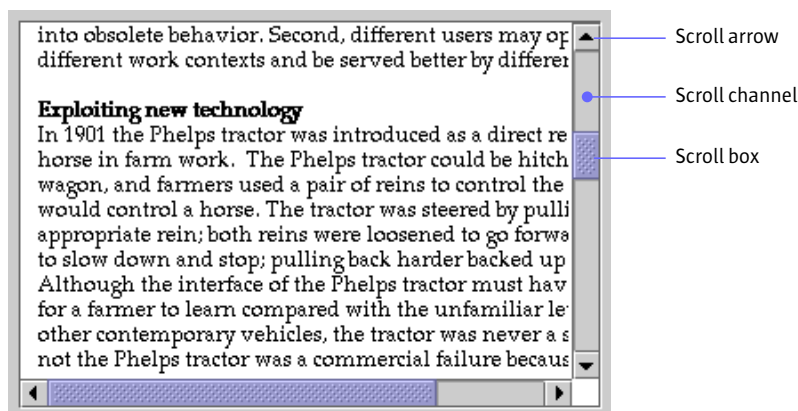 into obsolete behavior. Second, different users may op
different work contexts and be served better by differen
Exploiting new technology
In 1901 the Phelps tractor was introduced as a direct re
horse in farm work. The Phelps tractor could be hitch
wagon, and farmers used a pair of reins to control the
would control a horse. The tractor was steered by pulli
appropriate rein; both reins were loosened to go forwa
to slow down and stop; pulling back harder backed up
Although the interface of the Phelps tractor must hav
for a farmer to learn compared with the unfamiliar le
other contemporary vehicles, the tractor was never a s
not the Phelps tractor was a commercial failure becaus
Scroll arrow
Scroll channel
Scroll box